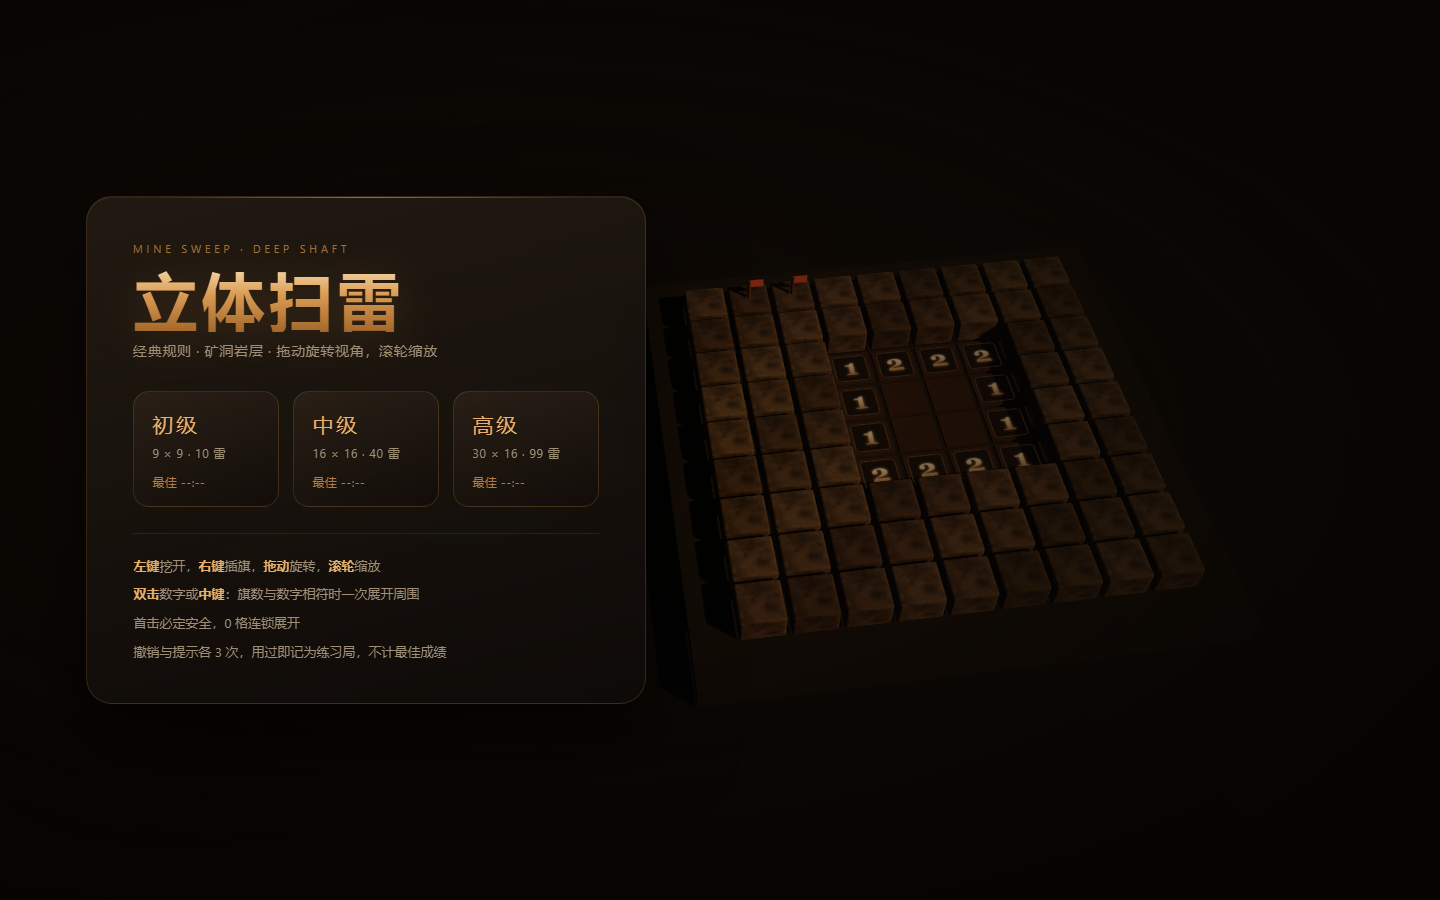 MINE SWEEP · DEEP SHAFT
立体扫雷
经典规则 · 矿洞岩层 · 拖动旋转视角，滚轮缩放
初级
9 × 9 · 10 雷
最佳 --:--
中级
16 × 16 · 40 雷
最佳 --:--
高级
30 × 16 · 99 雷
最佳 --:--
左键挖开，右键插旗，拖动旋转，滚轮缩放
双击数字或中键：旗数与数字相符时一次展开周围
首击必定安全，0 格连锁展开
撤销与提示各 3 次，用过即记为练习局，不计最佳成绩
1 2 2 2
1 1
1 1
2 2 2 1